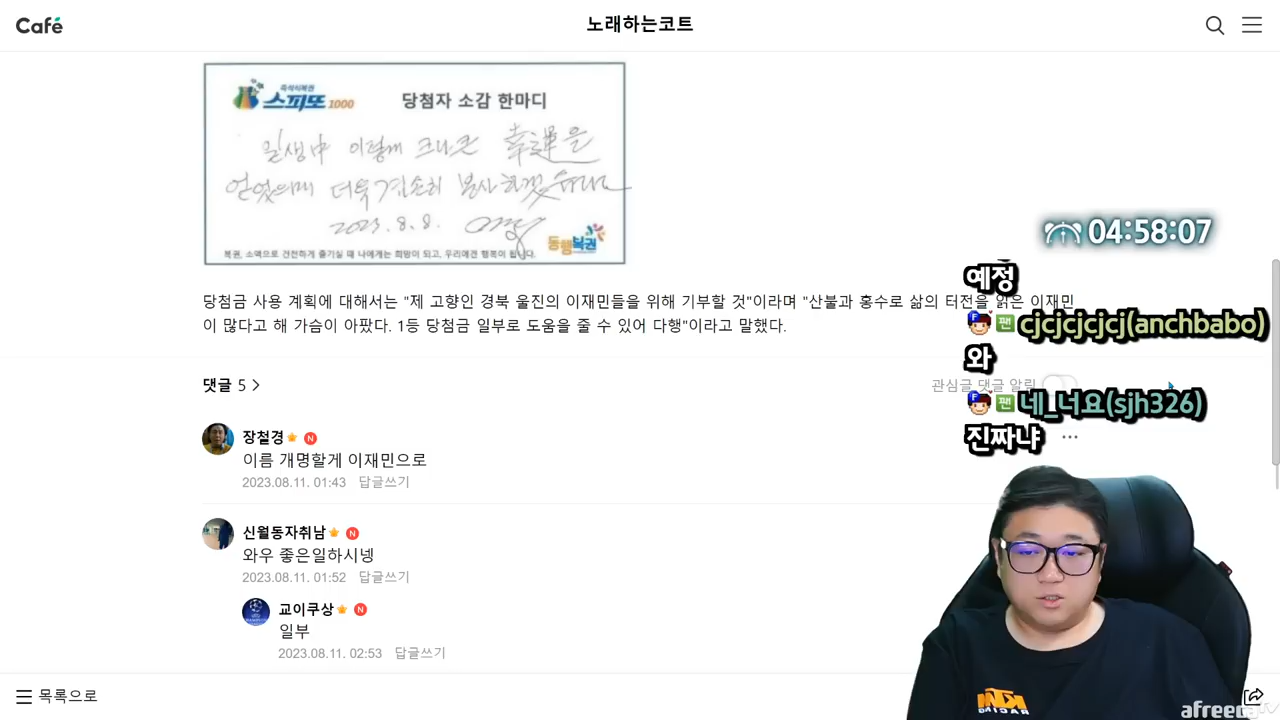 Café
노래하는코트
즉석식복권
스피또1000
당첨자 소감 한마디
일생中 이렇게 크나큰 幸運을
얻었으매 더욱 겸손히 봉사하겠습니다
2023. 8. 8.
동행복권
복권, 소액으로 건전하게 즐기실 때 나에게는 희망이 되고, 우리에겐 행복이 됩니다.
04:58:07
당첨금 사용 계획에 대해서는 "제 고향인 경북 울진의 이재민들을 위해 기부할 것"이라며 "산불과 홍수로 삶의 터전을 잃은 이재민
이 많다고 해 가슴이 아팠다. 1등 당첨금 일부로 도움을 줄 수 있어 다행"이라고 말했다.
예정
팬 cjcjcjcjcj(anchbabo)
와
팬 네_너요(sjh326)
진짜냐
댓글 5
관심글 댓글 알림
장철경 N
이름 개명할게 이재민으로
2023.08.11. 01:43 답글쓰기
신월동자취남 N
와우 좋은일하시넹
2023.08.11. 01:52 답글쓰기
교이쿠상 N
일부
2023.08.11. 02:53 답글쓰기
목록으로
KTM
RACING
afreecaTV